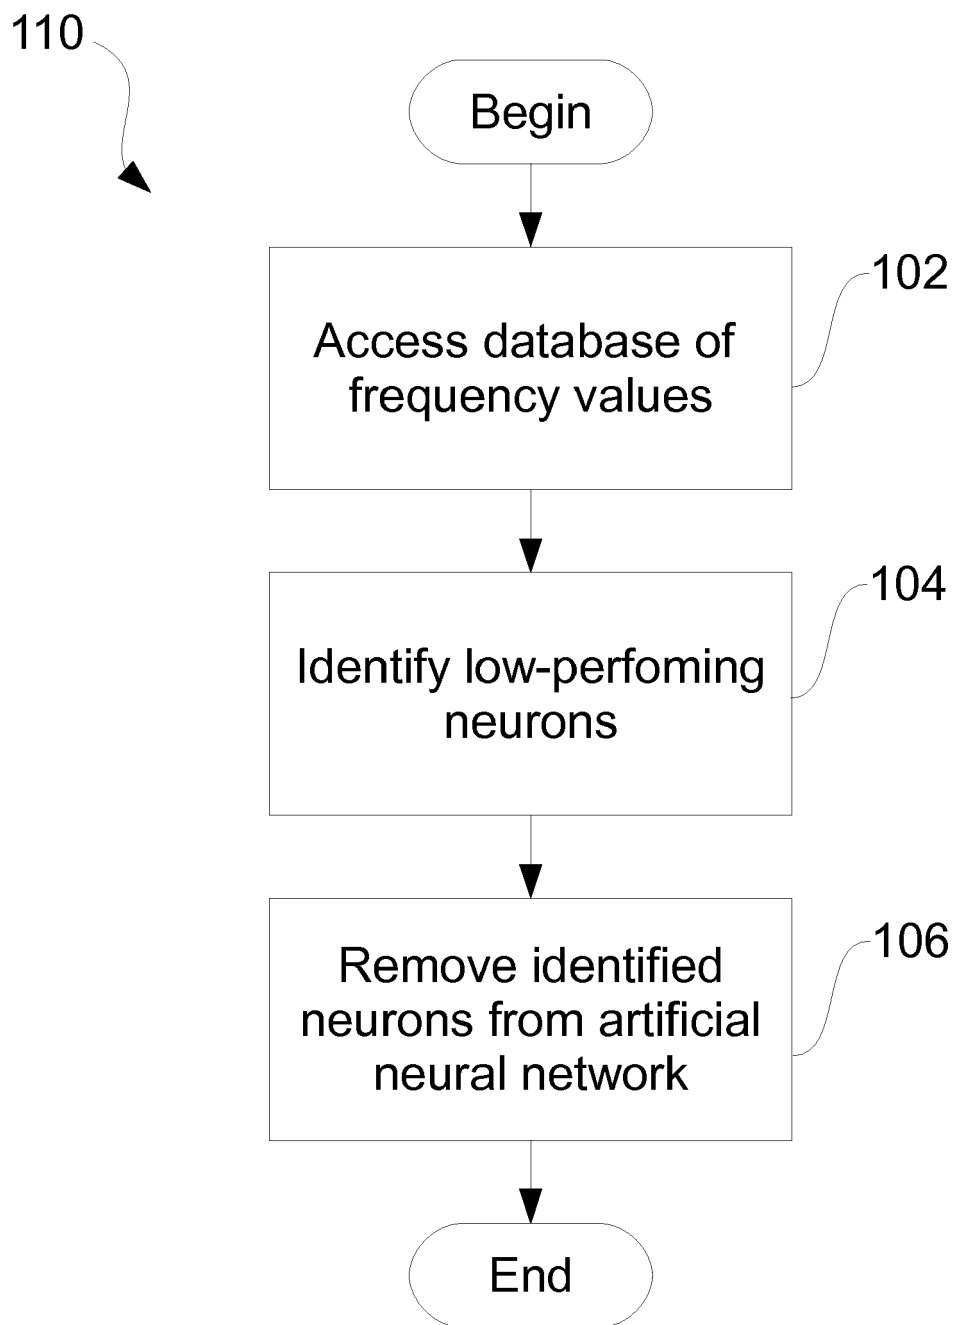 110
Begin
102
Access database of
frequency values
104
Identify low-perfoming
neurons
106
Remove identified
neurons from artificial
neural network
End